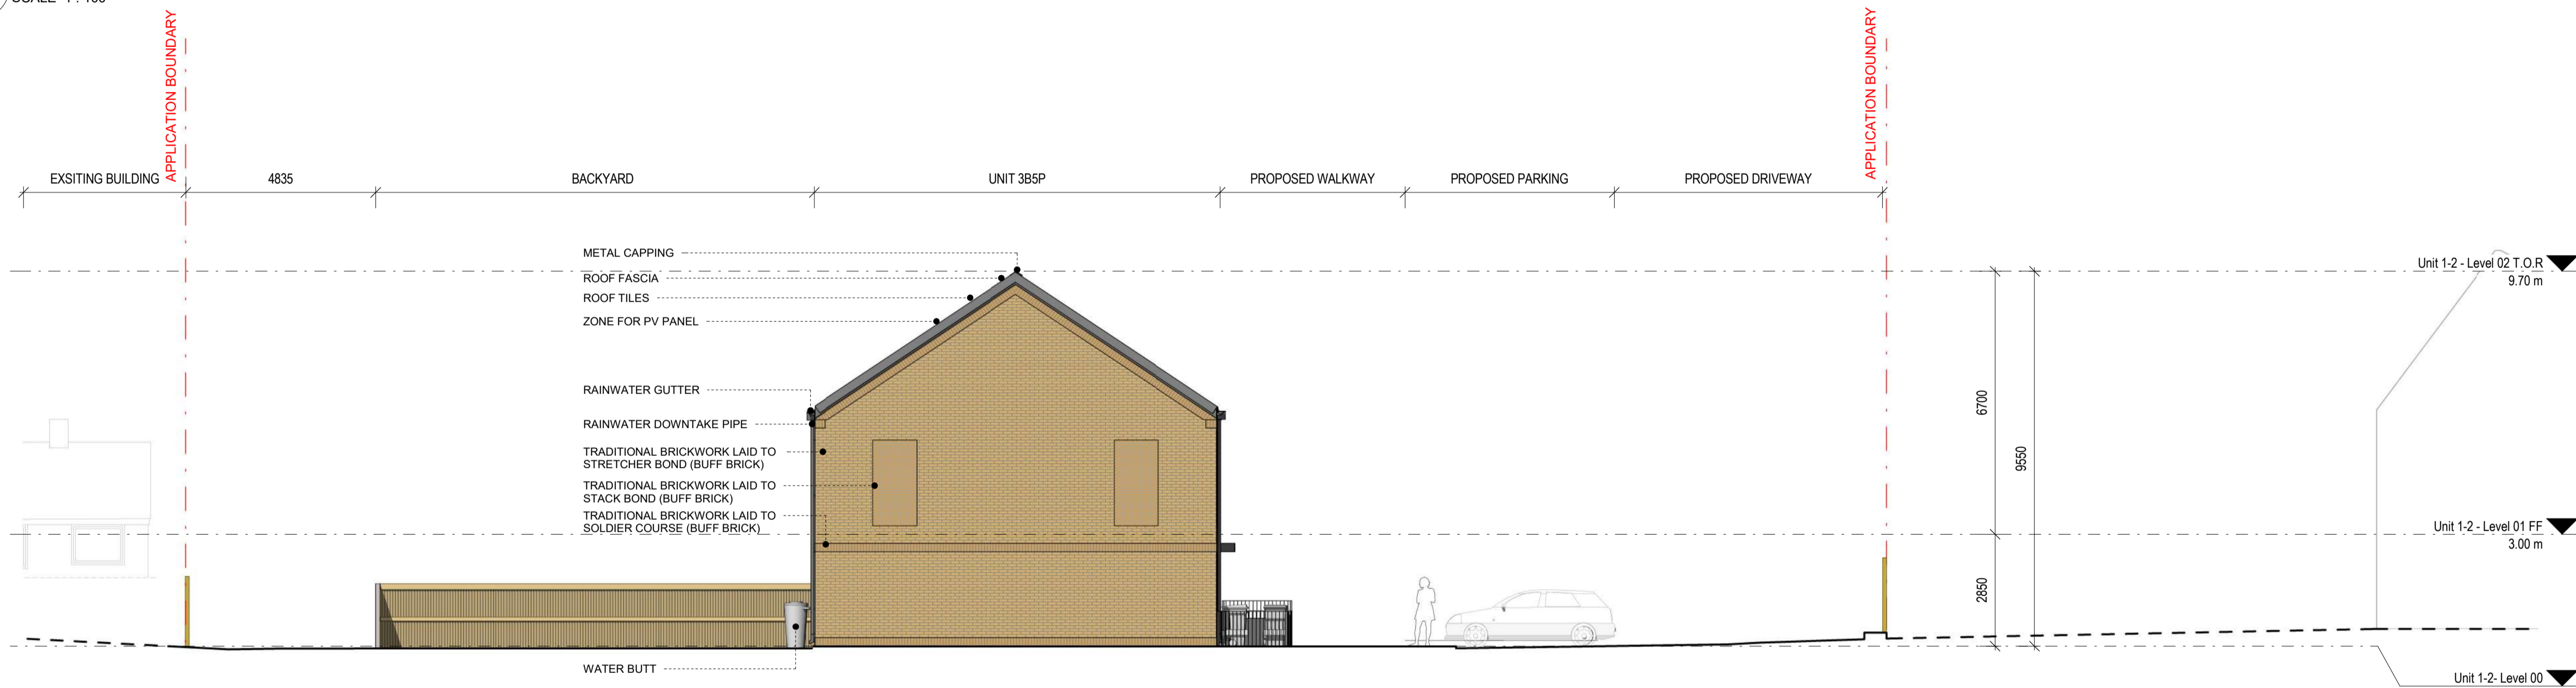 APPLICATION BOUNDARY
APPLICATION BOUNDARY
EXSITING BUILDING
4835
BACKYARD
UNIT 3B5P
PROPOSED WALKWAY
PROPOSED PARKING
PROPOSED DRIVEWAY
METAL CAPPING
ROOF FASCIA
ROOF TILES
ZONE FOR PV PANEL
RAINWATER GUTTER
RAINWATER DOWNTAKE PIPE
TRADITIONAL BRICKWORK LAID TO
STRETCHER BOND (BUFF BRICK)
TRADITIONAL BRICKWORK LAID TO
STACK BOND (BUFF BRICK)
TRADITIONAL BRICKWORK LAID TO
SOLDIER COURSE (BUFF BRICK)
WATER BUTT
6700
9550
2850
Unit 1-2 - Level 02 T.O.R
9.70 m
Unit 1-2 - Level 01 FF
3.00 m
Unit 1-2- Level 00